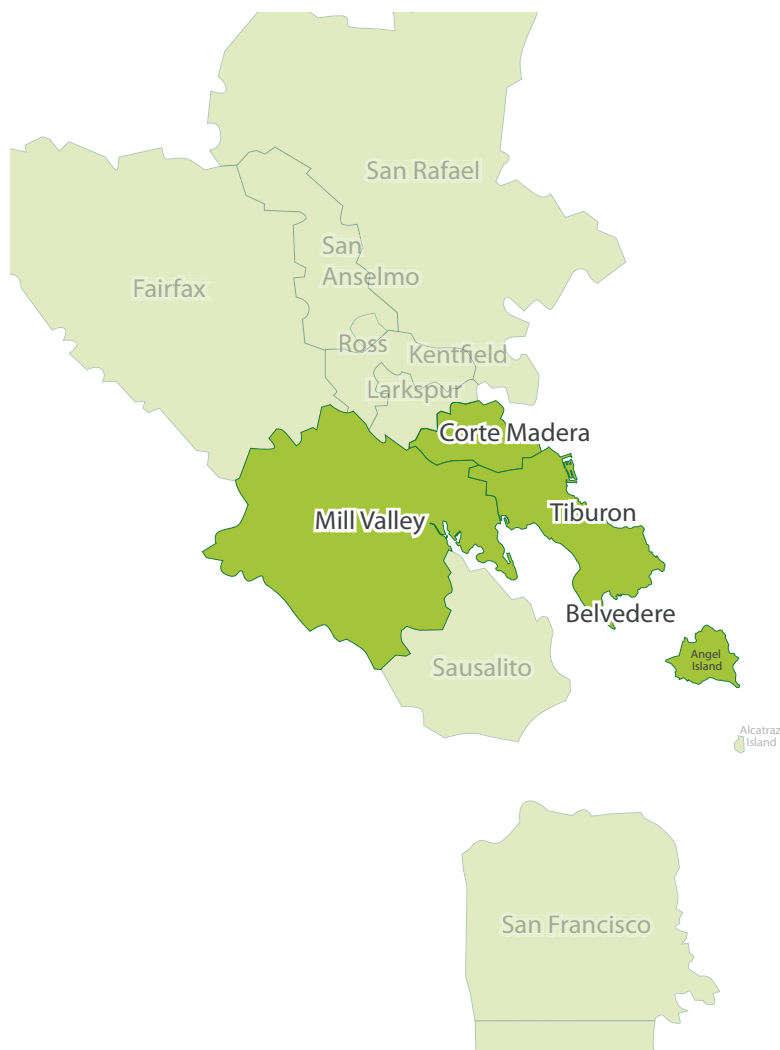 San Rafael
San
Anselmo
Fairfax
Ross
Kentfield
Larkspur
Corte Madera
Mill Valley
Tiburon
Belvedere
Angel
Island
Sausalito
Alcatraz
Island
San Francisco